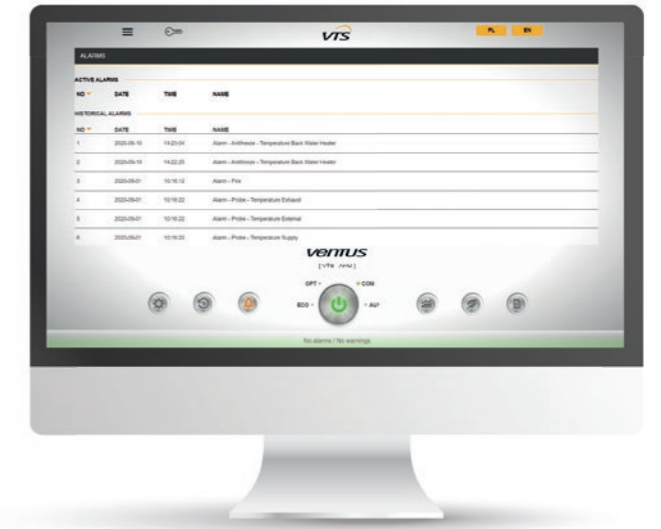 VTS
PL EN
ALARMS
ACTIVE ALARMS
NO DATE TIME NAME
HISTORICAL ALARMS
NO DATE TIME NAME
1 2020-09-10 14:23:04 Alarm - Antifreeze - Temperature Back Water Heater
2 2020-09-10 14:22:25 Alarm - Antifreeze - Temperature Back Water Heater
3 2020-09-01 10:16:12 Alarm - Fire
4 2020-09-01 10:16:22 Alarm - Probe - Temperature Exhaust
5 2020-09-01 10:16:22 Alarm - Probe - Temperature External
6 2020-09-01 Alarm - Probe - Temperature Supply
VENTUS
[VTS AHU]
OPT COM
ECO
No alarms / No warnings